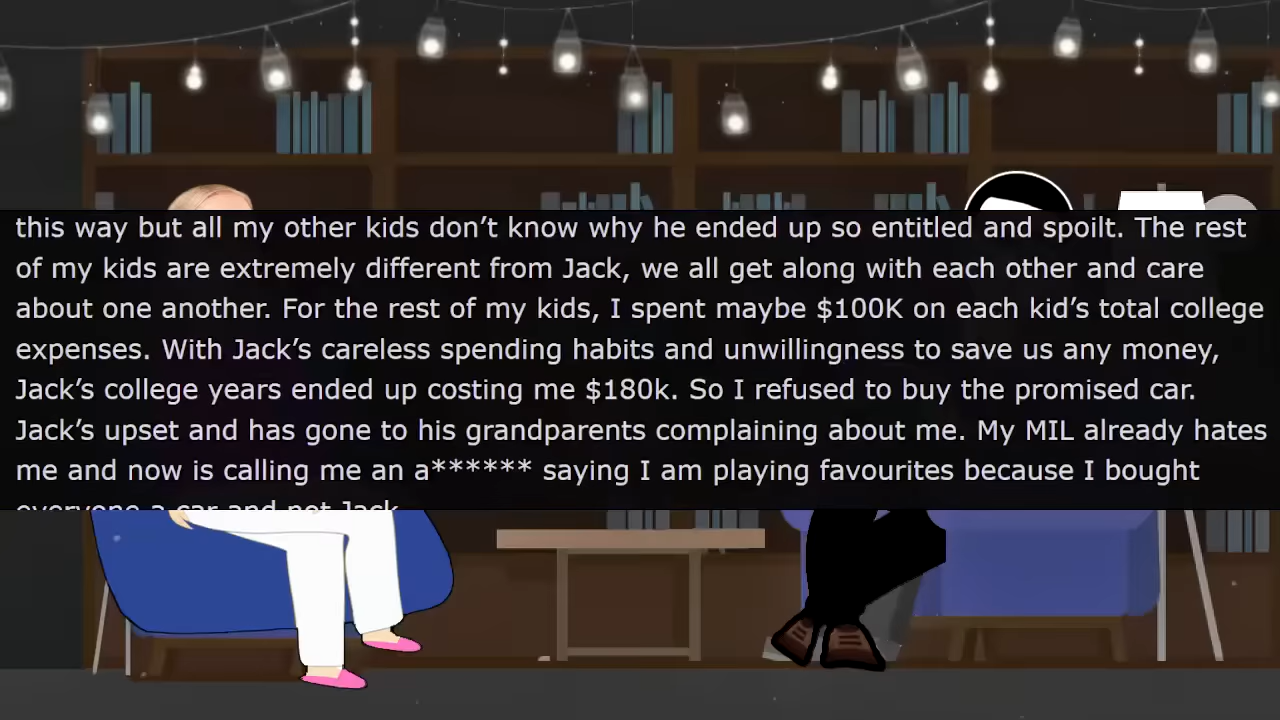 this way but all my other kids don’t know why he ended up so entitled and spoilt. The rest
of my kids are extremely different from Jack, we all get along with each other and care
about one another. For the rest of my kids, I spent maybe $100K on each kid’s total college
expenses. With Jack’s careless spending habits and unwillingness to save us any money,
Jack’s college years ended up costing me $180k. So I refused to buy the promised car.
Jack’s upset and has gone to his grandparents complaining about me. My MIL already hates
me and now is calling me an a****** saying I am playing favourites because I bought
everyone a car and not Jack